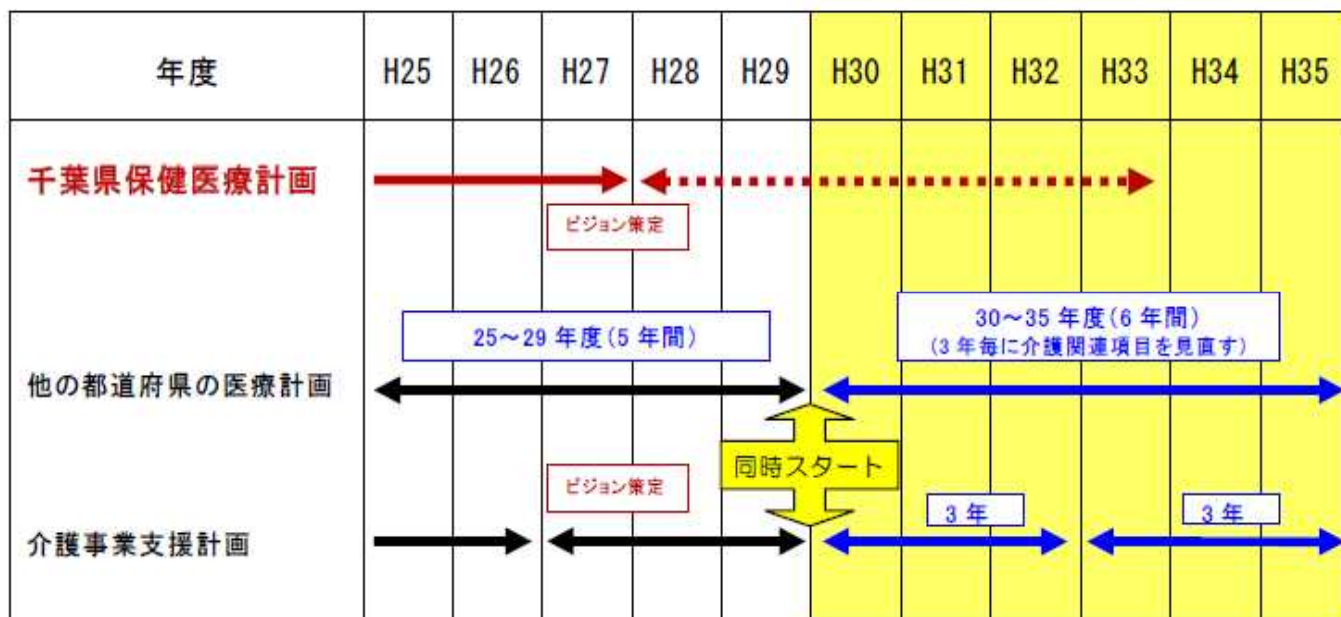 年度 H25 H26 H27 H28 H29 H30 H31 H32 H33 H34 H35
千葉県保健医療計画
ビジョン策定
25～29 年度(5 年間)
30～35 年度(6 年間)
(3 年毎に介護関連項目を見直す)
他の都道府県の医療計画
同時スタート
ビジョン策定
3 年
3 年
介護事業支援計画